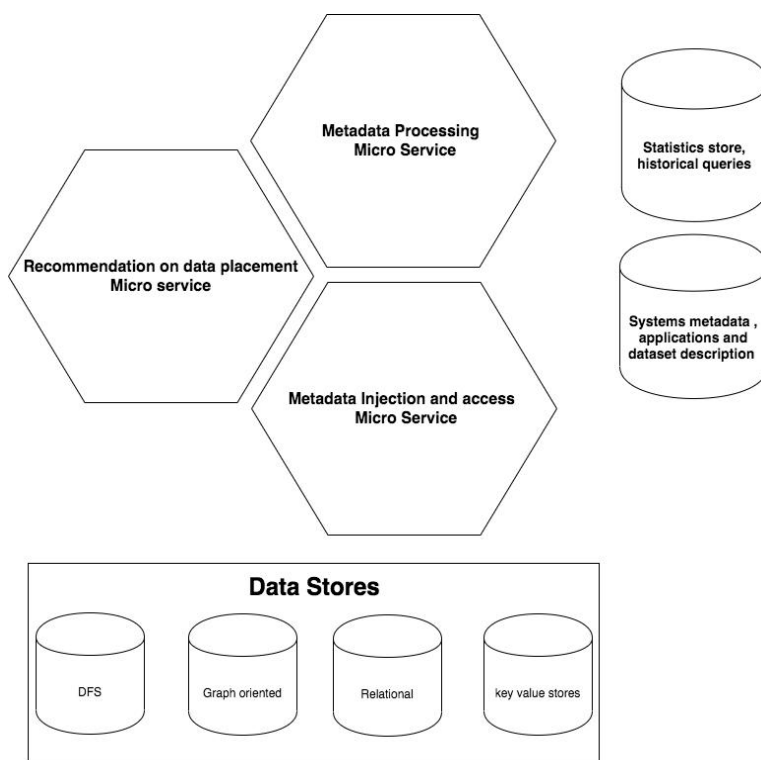 Metadata Processing
Micro Service
Statistics store,
historical queries
Recommendation on data placement
Micro service
Systems metadata ,
applications and
dataset description
Metadata Injection and access
Micro Service
Data Stores
DFS
Graph oriented
Relational
key value stores